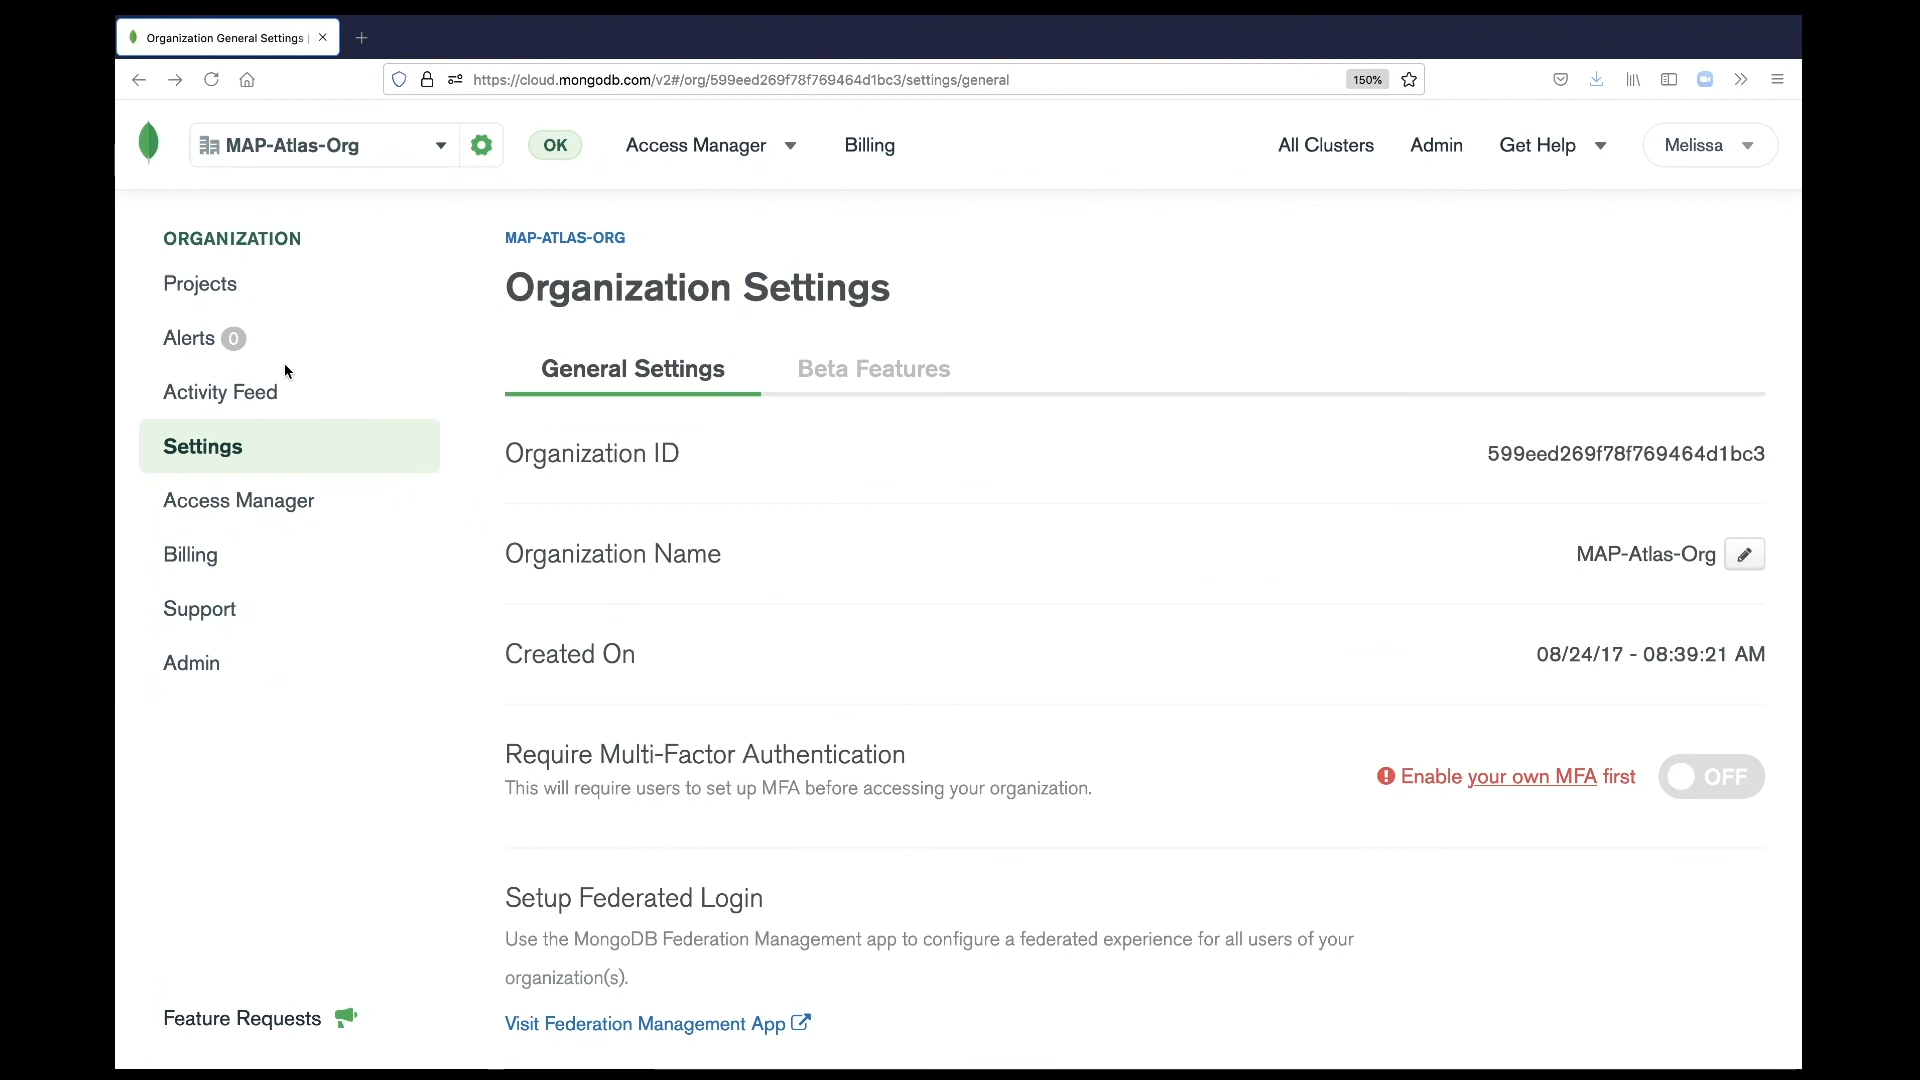 Organization General Settings
https://cloud.mongodb.com/v2#/org/599eed269f78f769464d1bc3/settings/general
150%
MAP-Atlas-Org
OK
Access Manager
Billing
All Clusters
Admin
Get Help
Melissa
ORGANIZATION
Projects
Alerts 0
Activity Feed
Settings
Access Manager
Billing
Support
Admin
Feature Requests
MAP-ATLAS-ORG
Organization Settings
General Settings
Beta Features
Organization ID
599eed269f78f769464d1bc3
Organization Name
MAP-Atlas-Org
Created On
08/24/17 - 08:39:21 AM
Require Multi-Factor Authentication
This will require users to set up MFA before accessing your organization.
Enable your own MFA first
OFF
Setup Federated Login
Use the MongoDB Federation Management app to configure a federated experience for all users of your
organization(s).
Visit Federation Management App